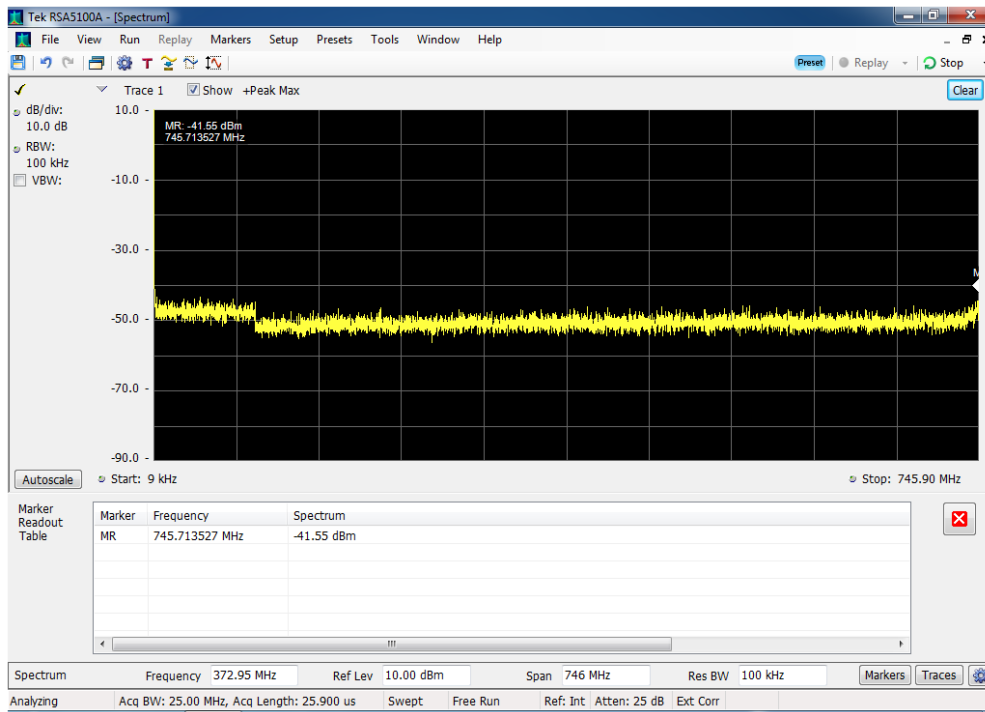 Tek RSA5100A - [Spectrum]
File View Run Replay Markers Setup Presets Tools Window Help
T Preset Replay Stop
Trace 1 Show +Peak Max Clear
dB/div:
10.0 dB
RBW:
100 kHz
VBW:
10.0 -
-10.0 -
-30.0 -
-50.0 -
-70.0 -
-90.0 -
MR: -41.55 dBm
745.713527 MHz
M
Autoscale Start: 9 kHz Stop: 745.90 MHz
Marker
Readout
Table
Marker Frequency Spectrum
MR 745.713527 MHz -41.55 dBm
Spectrum Frequency 372.95 MHz Ref Lev 10.00 dBm Span 746 MHz Res BW 100 kHz Markers Traces
Analyzing Acq BW: 25.00 MHz, Acq Length: 25.900 us Swept Free Run Ref: Int Atten: 25 dB Ext Corr